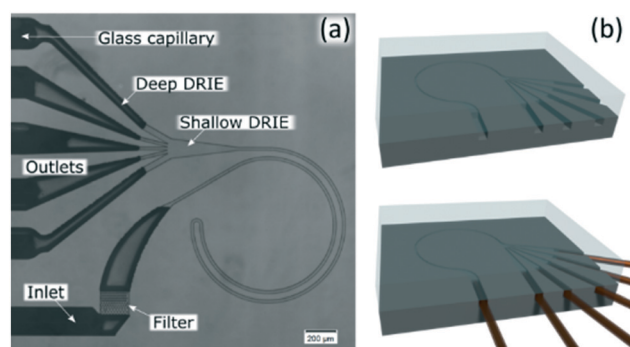 (a)
Glass capillary
Deep DRIE
Shallow DRIE
Outlets
Inlet
Filter
200 µm
(b)